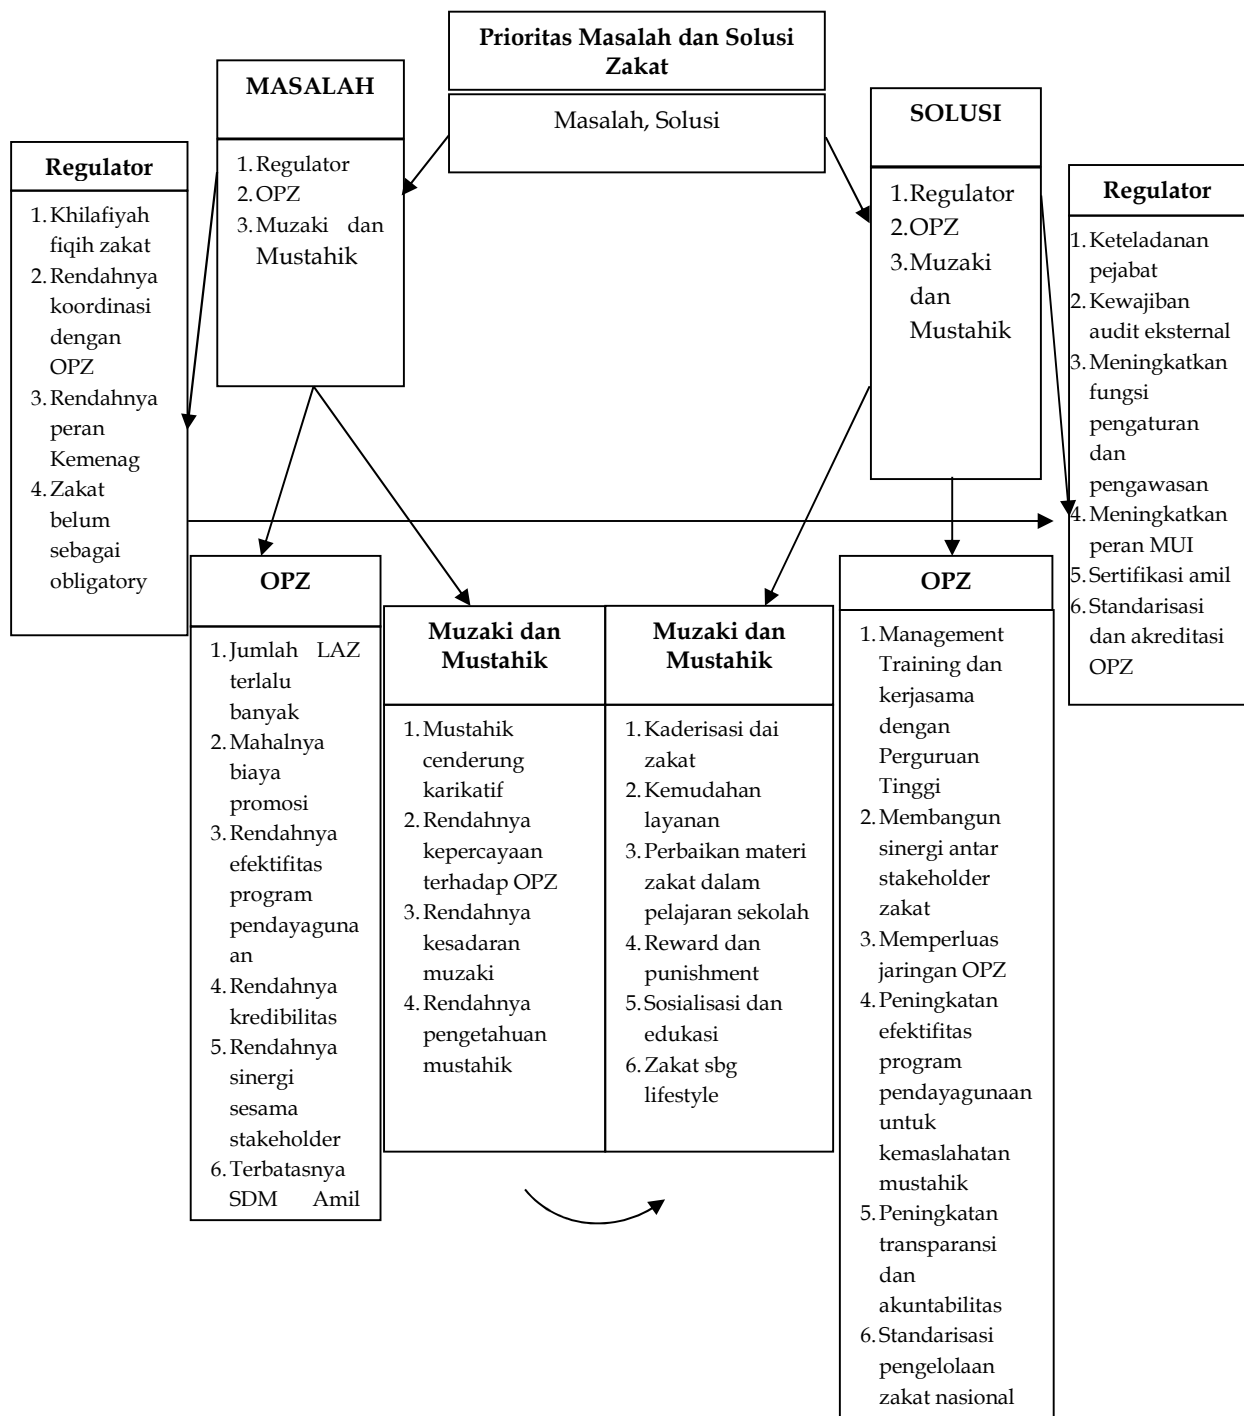 Prioritas Masalah dan Solusi
Zakat
Masalah, Solusi
MASALAH
1. Regulator
2. OPZ
3. Muzaki dan
Mustahik
SOLUSI
1. Regulator
2. OPZ
3. Muzaki
dan
Mustahik
Regulator
1. Khilafiyah
fiqih zakat
2. Rendahnya
koordinasi
dengan
OPZ
3. Rendahnya
peran
Kemenag
4. Zakat
belum
sebagai
obligatory
Regulator
1. Keteladanan
pejabat
2. Kewajiban
audit eksternal
3. Meningkatkan
fungsi
pengaturan
dan
pengawasan
4. Meningkatkan
peran MUI
5. Sertifikasi amil
6. Standarisasi
dan akreditasi
OPZ
OPZ
1. Jumlah LAZ
terlalu
banyak
2. Mahalnya
biaya
promosi
3. Rendahnya
efektifitas
program
pendayaguna
an
4. Rendahnya
kredibilitas
5. Rendahnya
sinergi
sesama
stakeholder
6. Terbatasnya
SDM Amil
Muzaki dan
Mustahik
1. Mustahik
cenderung
karikatif
2. Rendahnya
kepercayaan
terhadap OPZ
3. Rendahnya
kesadaran
muzaki
4. Rendahnya
pengetahuan
mustahik
Muzaki dan
Mustahik
1. Kaderisasi dai
zakat
2. Kemudahan
layanan
3. Perbaikan materi
zakat dalam
pelajaran sekolah
4. Reward dan
punishment
5. Sosialisasi dan
edukasi
6. Zakat sbg
lifestyle
OPZ
1. Management
Training dan
kerjasama
dengan
Perguruan
Tinggi
2. Membangun
sinergi antar
stakeholder
zakat
3. Memperluas
jaringan OPZ
4. Peningkatan
efektifitas
program
pendayagunaan
untuk
kemaslahatan
mustahik
5. Peningkatan
transparansi
dan
akuntabilitas
6. Standarisasi
pengelolaan
zakat nasional